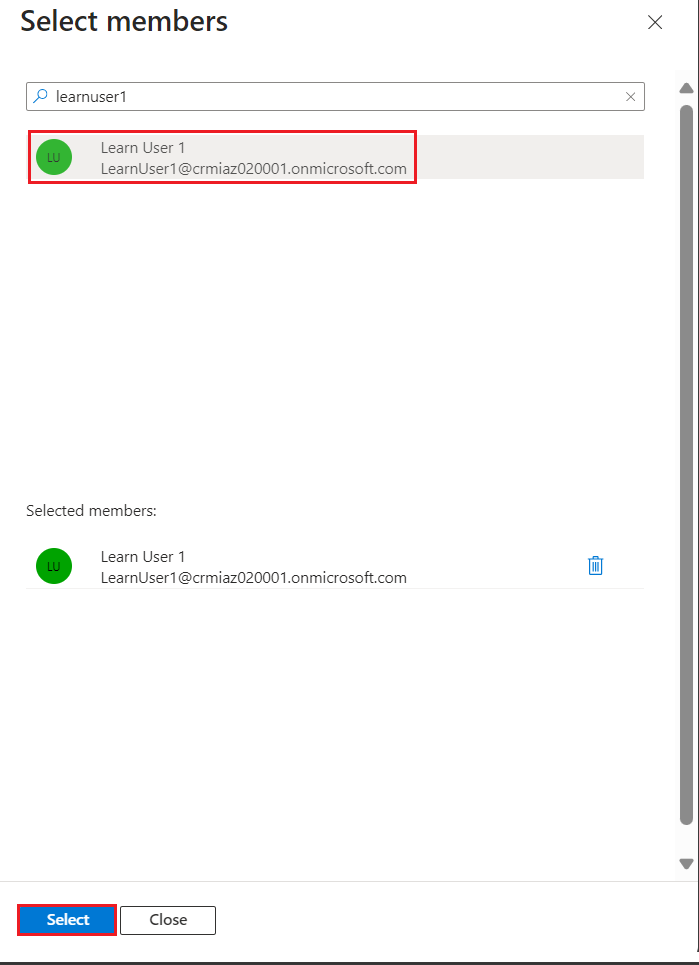 Select members
learnuser1
LU
Learn User 1
LearnUser1@crmiaz020001.onmicrosoft.com
Selected members:
LU
Learn User 1
LearnUser1@crmiaz020001.onmicrosoft.com
Select
Close